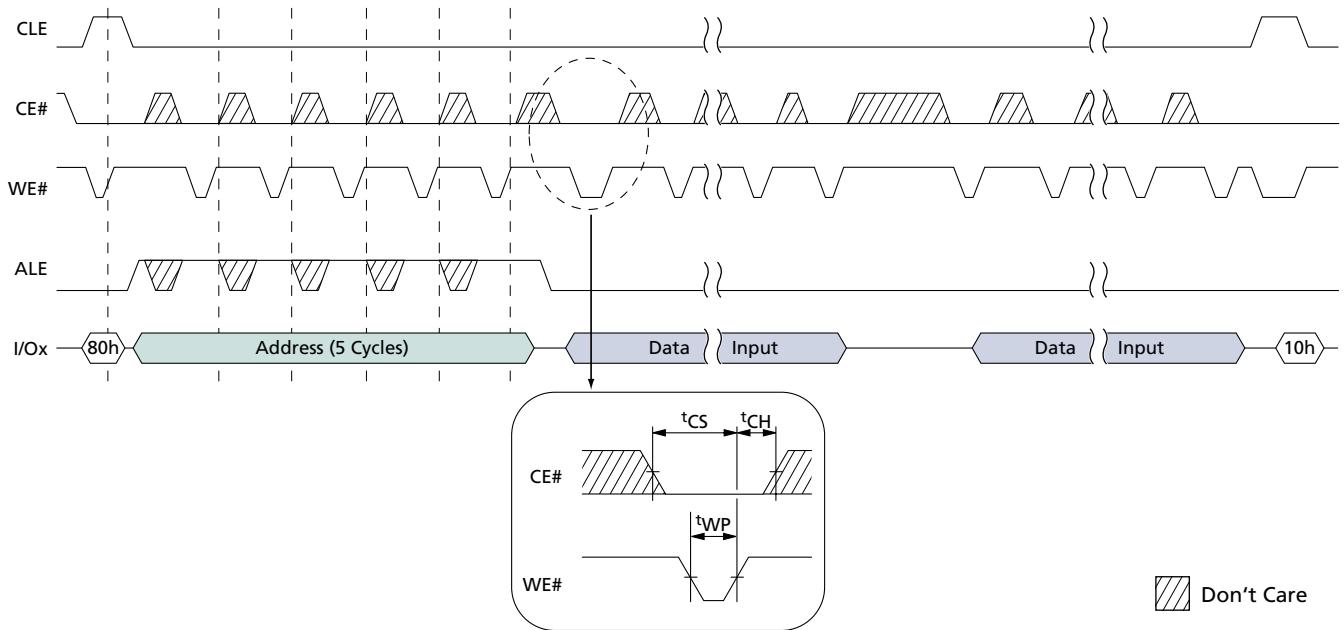 CLE
CE#
WE#
ALE
I/Ox 80h Address (5 Cycles) Data Input Data Input 10h
tCS tCH
CE#
tWP
WE#
Don't Care